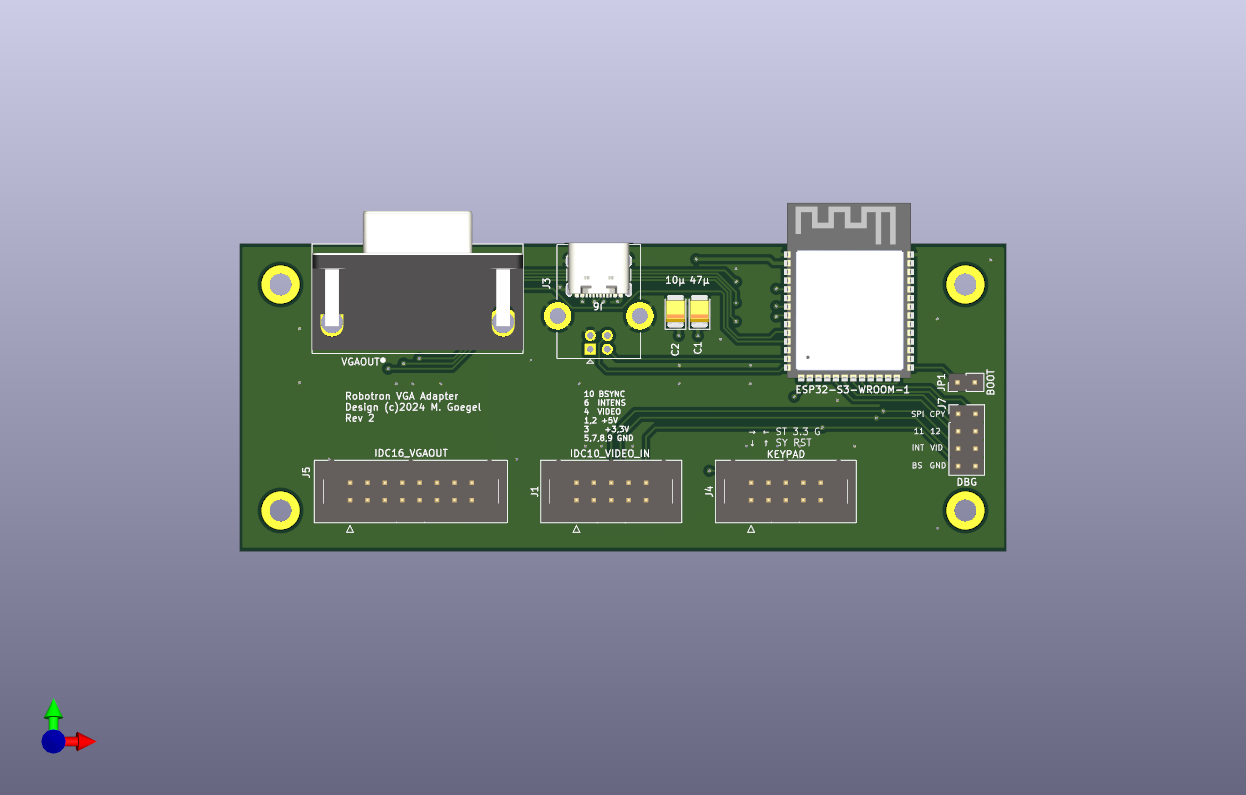 J3
10µ 47µ
J6
C2
C1
VGAOUT
ESP32-S3-WROOM-1
JP1
BOOT
Robotron VGA Adapter
Design (c)2024 M. Goegel
Rev 2
10 BSYNC
6 INTENS
4 VIDEO
1,2 +5V
3 +3,3V
5,7,8,9 GND
J7
SPI CPY
11 12
INT VID
BS GND
DBG
→ ← ST 3.3 G
↓ ↑ SY RST
KEYPAD
J5
IDC16_VGAOUT
J1
IDC10_VIDEO_IN
J4